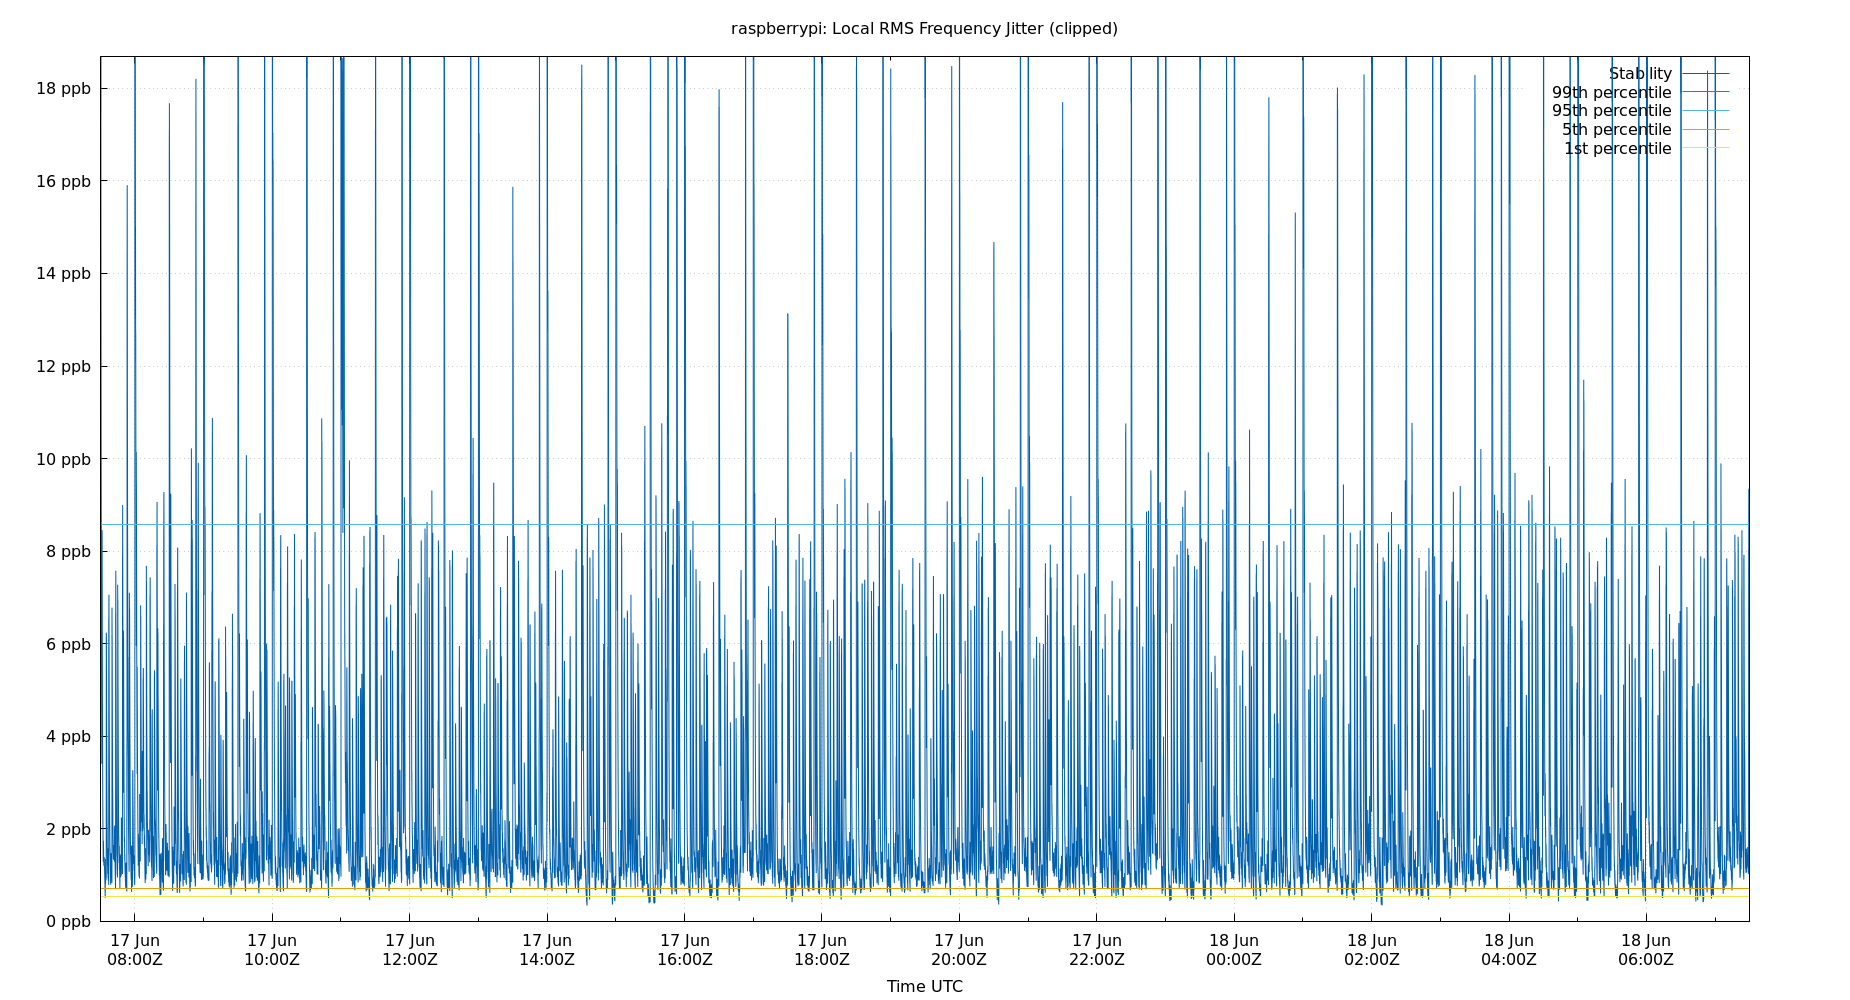 raspberrypi: Local RMS Frequency Jitter (clipped)
Stability
99th percentile
95th percentile
5th percentile
1st percentile
18 ppb
16 ppb
14 ppb
12 ppb
10 ppb
8 ppb
6 ppb
4 ppb
2 ppb
0 ppb
17 Jun 17 Jun 17 Jun 17 Jun 17 Jun 17 Jun 17 Jun 17 Jun 18 Jun 18 Jun 18 Jun 18 Jun
08:00Z 10:00Z 12:00Z 14:00Z 16:00Z 18:00Z 20:00Z 22:00Z 00:00Z 02:00Z 04:00Z 06:00Z
Time UTC